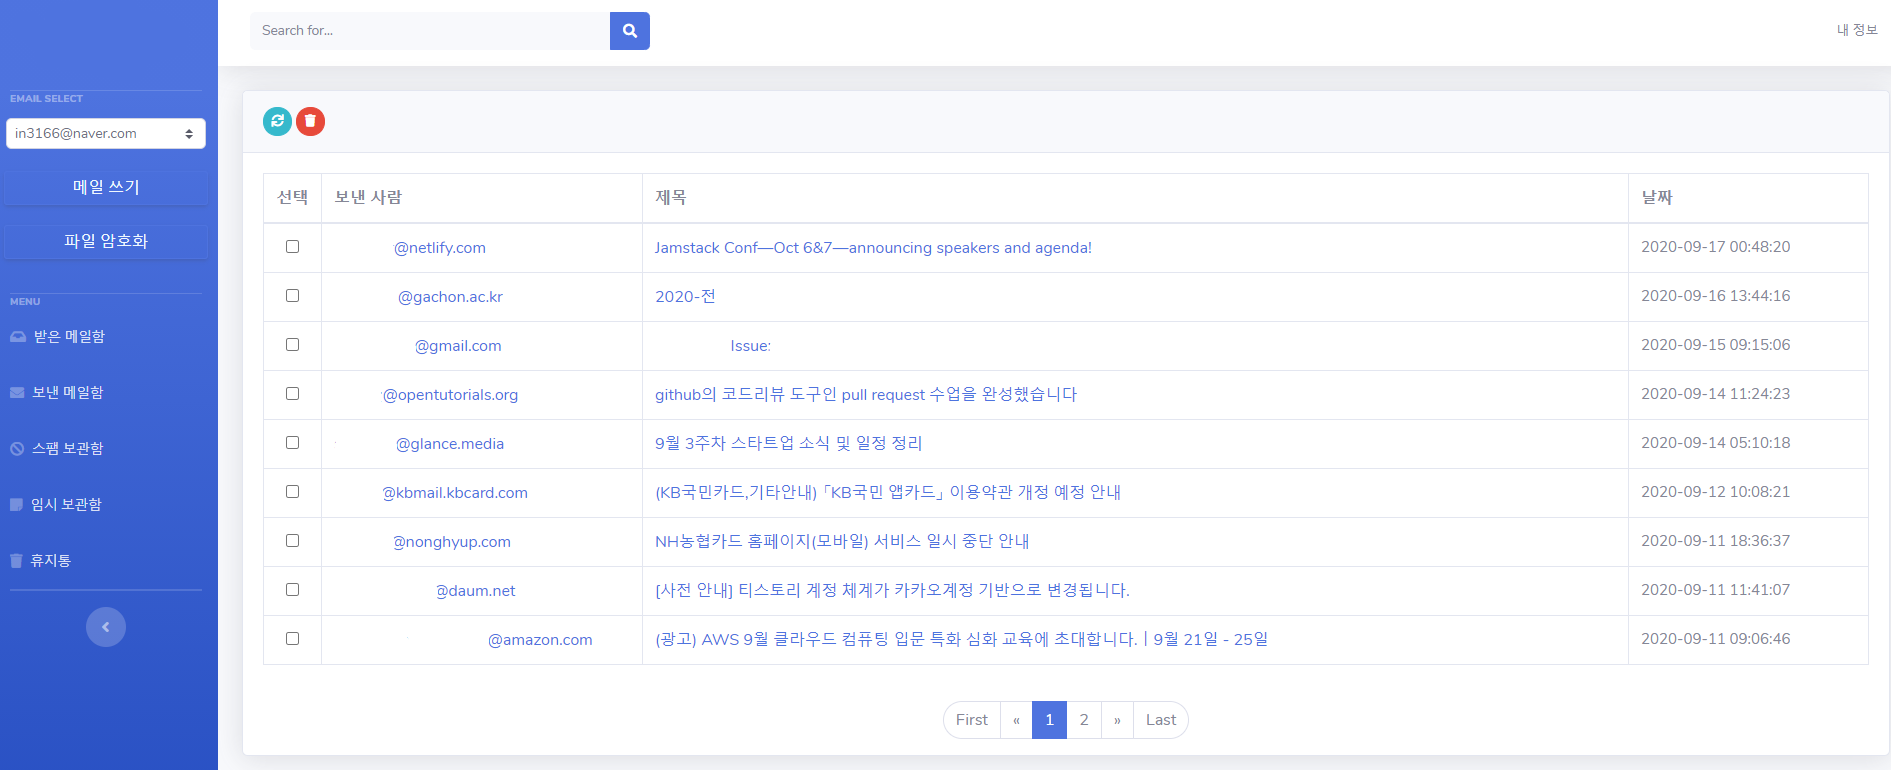 Search for...
내 정보
EMAIL SELECT
in3166@naver.com
메일 쓰기
파일 암호화
MENU
받은 메일함
보낸 메일함
스팸 보관함
임시 보관함
휴지통
선택 보낸 사람 제목 날짜
@netlify.com Jamstack Conf—Oct 6&7—announcing speakers and agenda! 2020-09-17 00:48:20
@gachon.ac.kr 2020-전 2020-09-16 13:44:16
@gmail.com Issue: 2020-09-15 09:15:06
@opentutorials.org github의 코드리뷰 도구인 pull request 수업을 완성했습니다 2020-09-14 11:24:23
@glance.media 9월 3주차 스타트업 소식 및 일정 정리 2020-09-14 05:10:18
@kbmail.kbcard.com (KB국민카드,기타안내) 「KB국민 앱카드」 이용약관 개정 예정 안내 2020-09-12 10:08:21
@nonghyup.com NH농협카드 홈페이지(모바일) 서비스 일시 중단 안내 2020-09-11 18:36:37
@daum.net [사전 안내] 티스토리 계정 체계가 카카오계정 기반으로 변경됩니다. 2020-09-11 11:41:07
@amazon.com (광고) AWS 9월 클라우드 컴퓨팅 입문 특화 심화 교육에 초대합니다. | 9월 21일 - 25일 2020-09-11 09:06:46
First « 1 2 » Last